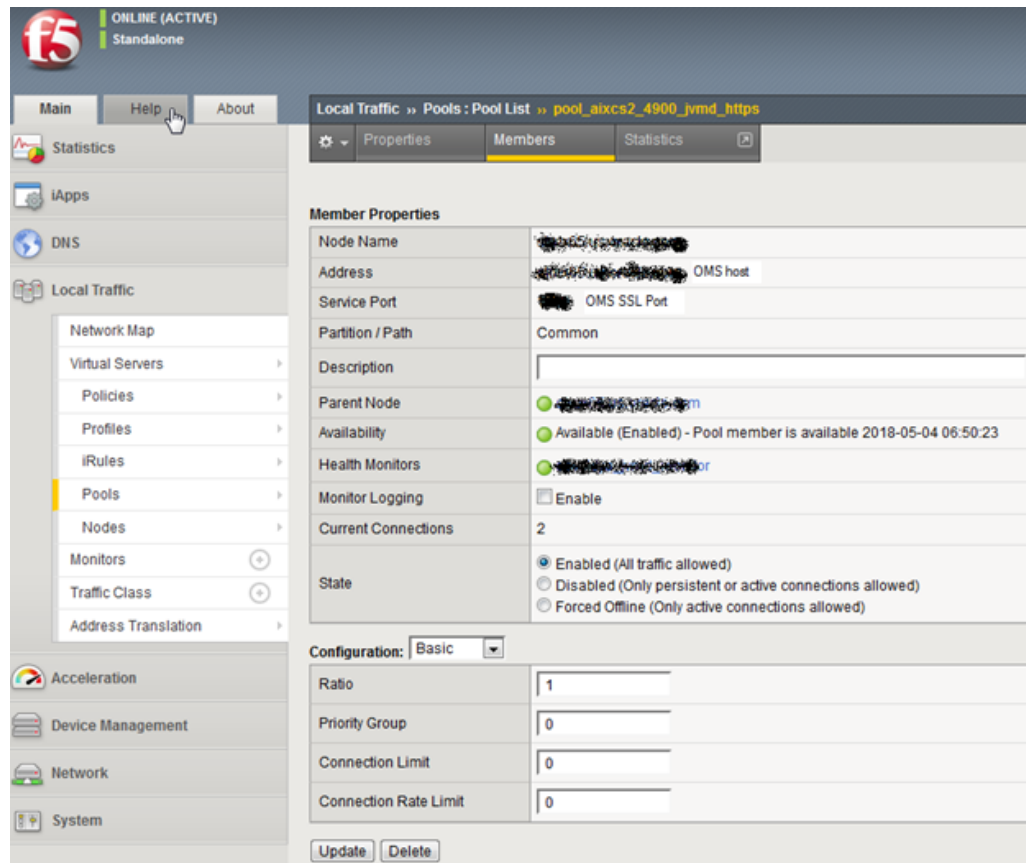 f5
ONLINE (ACTIVE)
Standalone
Main
Help
About
Statistics
iApps
DNS
Local Traffic
Network Map
Virtual Servers
Policies
Profiles
iRules
Pools
Nodes
Monitors
Traffic Class
Address Translation
Acceleration
Device Management
Network
System
Local Traffic ›› Pools : Pool List ›› pool_aixcs2_4900_jvmd_https
Properties
Members
Statistics
Member Properties
Node Name
Address OMS host
Service Port OMS SSL Port
Partition / Path Common
Description
Parent Node m
Availability Available (Enabled) - Pool member is available 2018-05-04 06:50:23
Health Monitors or
Monitor Logging Enable
Current Connections 2
State
Enabled (All traffic allowed)
Disabled (Only persistent or active connections allowed)
Forced Offline (Only active connections allowed)
Configuration: Basic
Ratio 1
Priority Group 0
Connection Limit 0
Connection Rate Limit 0
Update Delete